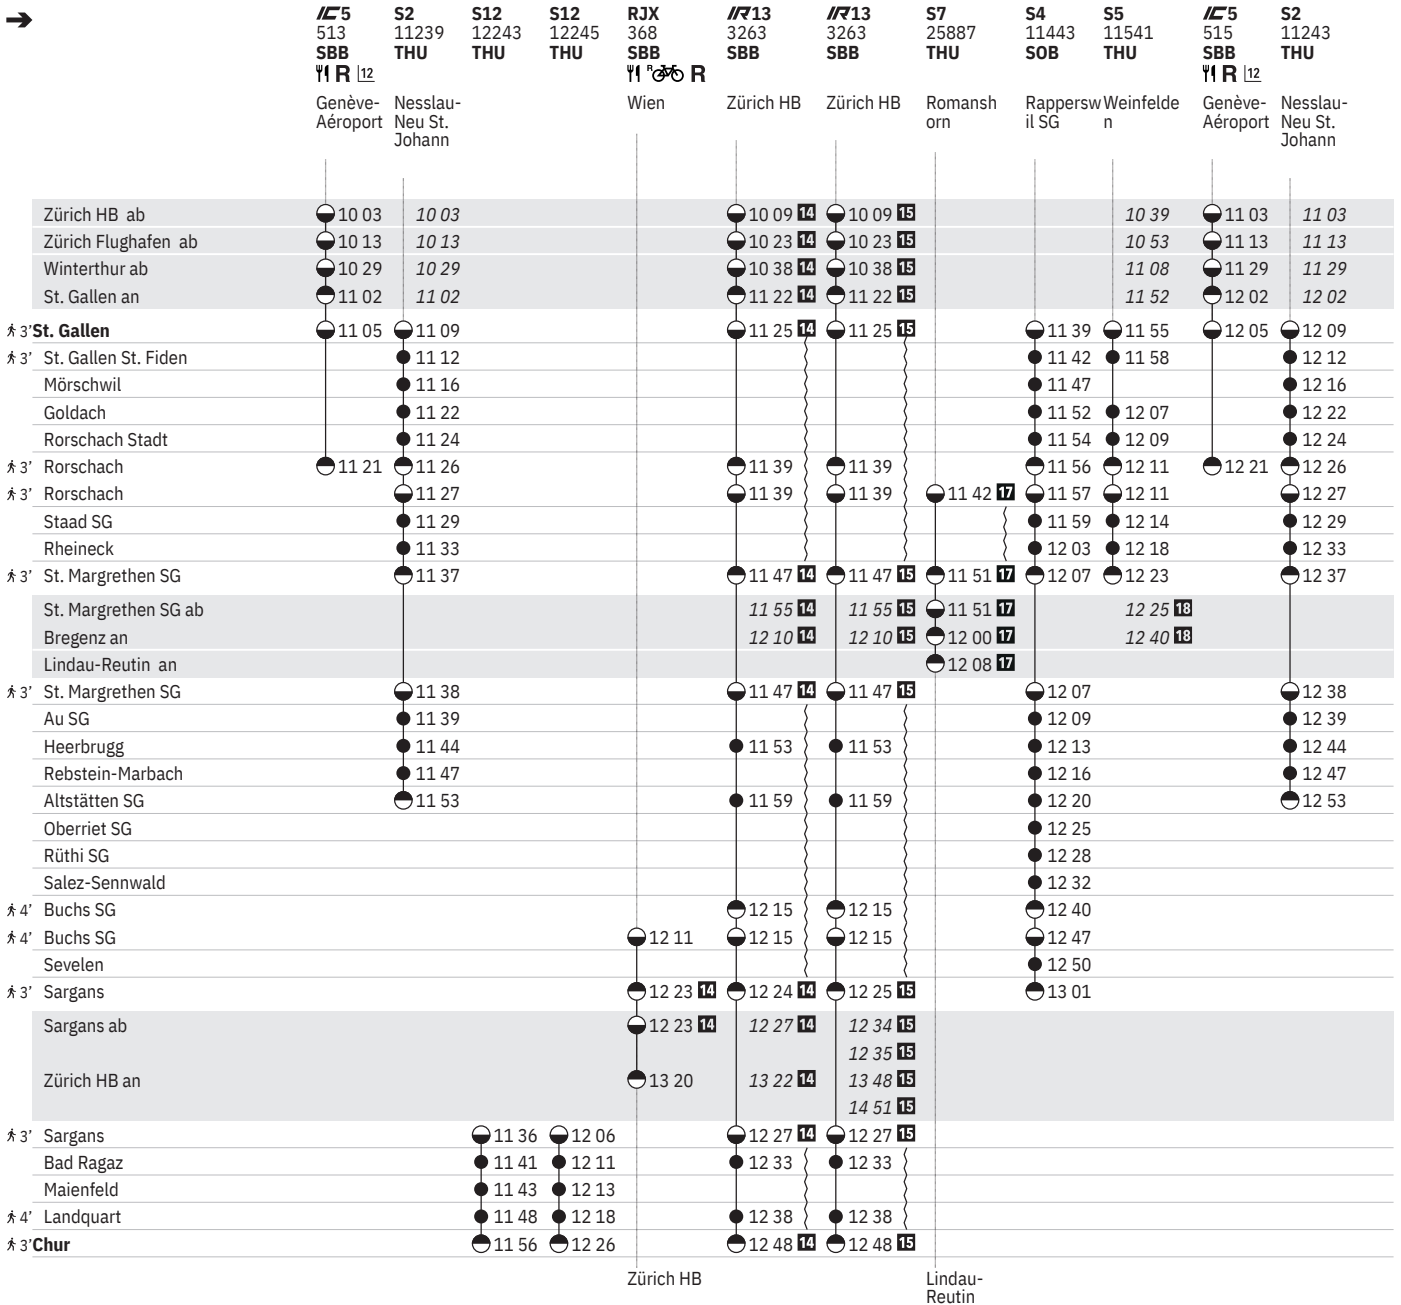 IC5 S2 S12 S12 RJX IR13 IR13 S7 S4 S5 IC5 S2
513 11239 12243 12245 368 3263 3263 25887 11443 11541 515 11243
SBB THU THU THU SBB SBB SBB THU SOB THU SBB THU
R 12 R R R 12
Genève- Nesslau- Wien Zürich HB Zürich HB Romansh Rappersw Weinfelde Genève- Nesslau-
Aéroport Neu St. orn il SG n Aéroport Neu St.
Johann Johann
Zürich HB ab 10 03 10 03 10 09 14 10 09 15 10 39 11 03 11 03
Zürich Flughafen ab 10 13 10 13 10 23 14 10 23 15 10 53 11 13 11 13
Winterthur ab 10 29 10 29 10 38 14 10 38 15 11 08 11 29 11 29
St. Gallen an 11 02 11 02 11 22 14 11 22 15 11 52 12 02 12 02
3' St. Gallen 11 05 11 09 11 25 14 11 25 15 11 39 11 55 12 05 12 09
3' St. Gallen St. Fiden 11 12 11 42 11 58 12 12
Mörschwil 11 16 11 47 12 16
Goldach 11 22 11 52 12 07 12 22
Rorschach Stadt 11 24 11 54 12 09 12 24
3' Rorschach 11 21 11 26 11 39 11 39 11 56 12 11 12 21 12 26
3' Rorschach 11 27 11 39 11 39 11 42 17 11 57 12 11 12 27
Staad SG 11 29 11 59 12 14 12 29
Rheineck 11 33 12 03 12 18 12 33
3' St. Margrethen SG 11 37 11 47 14 11 47 15 11 51 17 12 07 12 23 12 37
St. Margrethen SG ab 11 55 14 11 55 15 11 51 17 12 25 18
Bregenz an 12 10 14 12 10 15 12 00 17 12 40 18
Lindau-Reutin an 12 08 17
3' St. Margrethen SG 11 38 11 47 14 11 47 15 12 07 12 38
Au SG 11 39 12 09 12 39
Heerbrugg 11 44 11 53 11 53 12 13 12 44
Rebstein-Marbach 11 47 12 16 12 47
Altstätten SG 11 53 11 59 11 59 12 20 12 53
Oberriet SG 12 25
Rüthi SG 12 28
Salez-Sennwald 12 32
4' Buchs SG 12 15 12 15 12 40
4' Buchs SG 12 11 12 15 12 15 12 47
Sevelen 12 50
3' Sargans 12 23 14 12 24 14 12 25 15 13 01
Sargans ab 12 23 14 12 27 14 12 34 15
12 35 15
Zürich HB an 13 20 13 22 14 13 48 15
14 51 15
3' Sargans 11 36 12 06 12 27 14 12 27 15
Bad Ragaz 11 41 12 11 12 33 12 33
Maienfeld 11 43 12 13
4' Landquart 11 48 12 18 12 38 12 38
3' Chur 11 56 12 26 12 48 14 12 48 15
Zürich HB Lindau-
Reutin